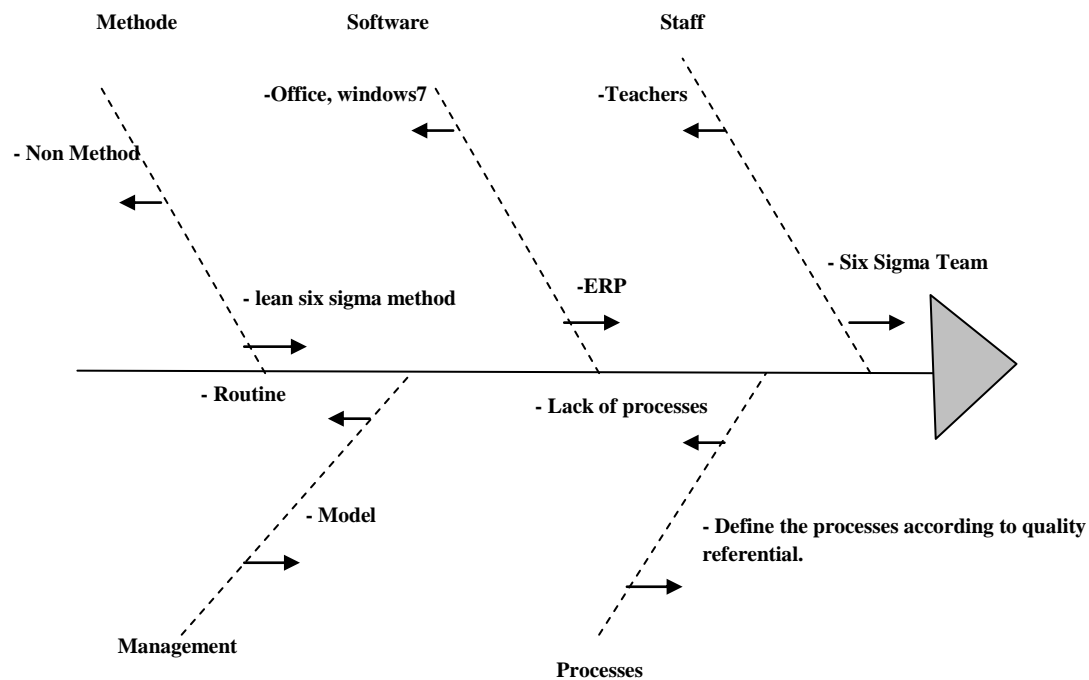 Methode
Software
Staff
-Office, windows7
-Teachers
- Non Method
- Six Sigma Team
-ERP
- lean six sigma method
- Routine
- Lack of processes
- Model
- Define the processes according to quality
referential.
Management
Processes